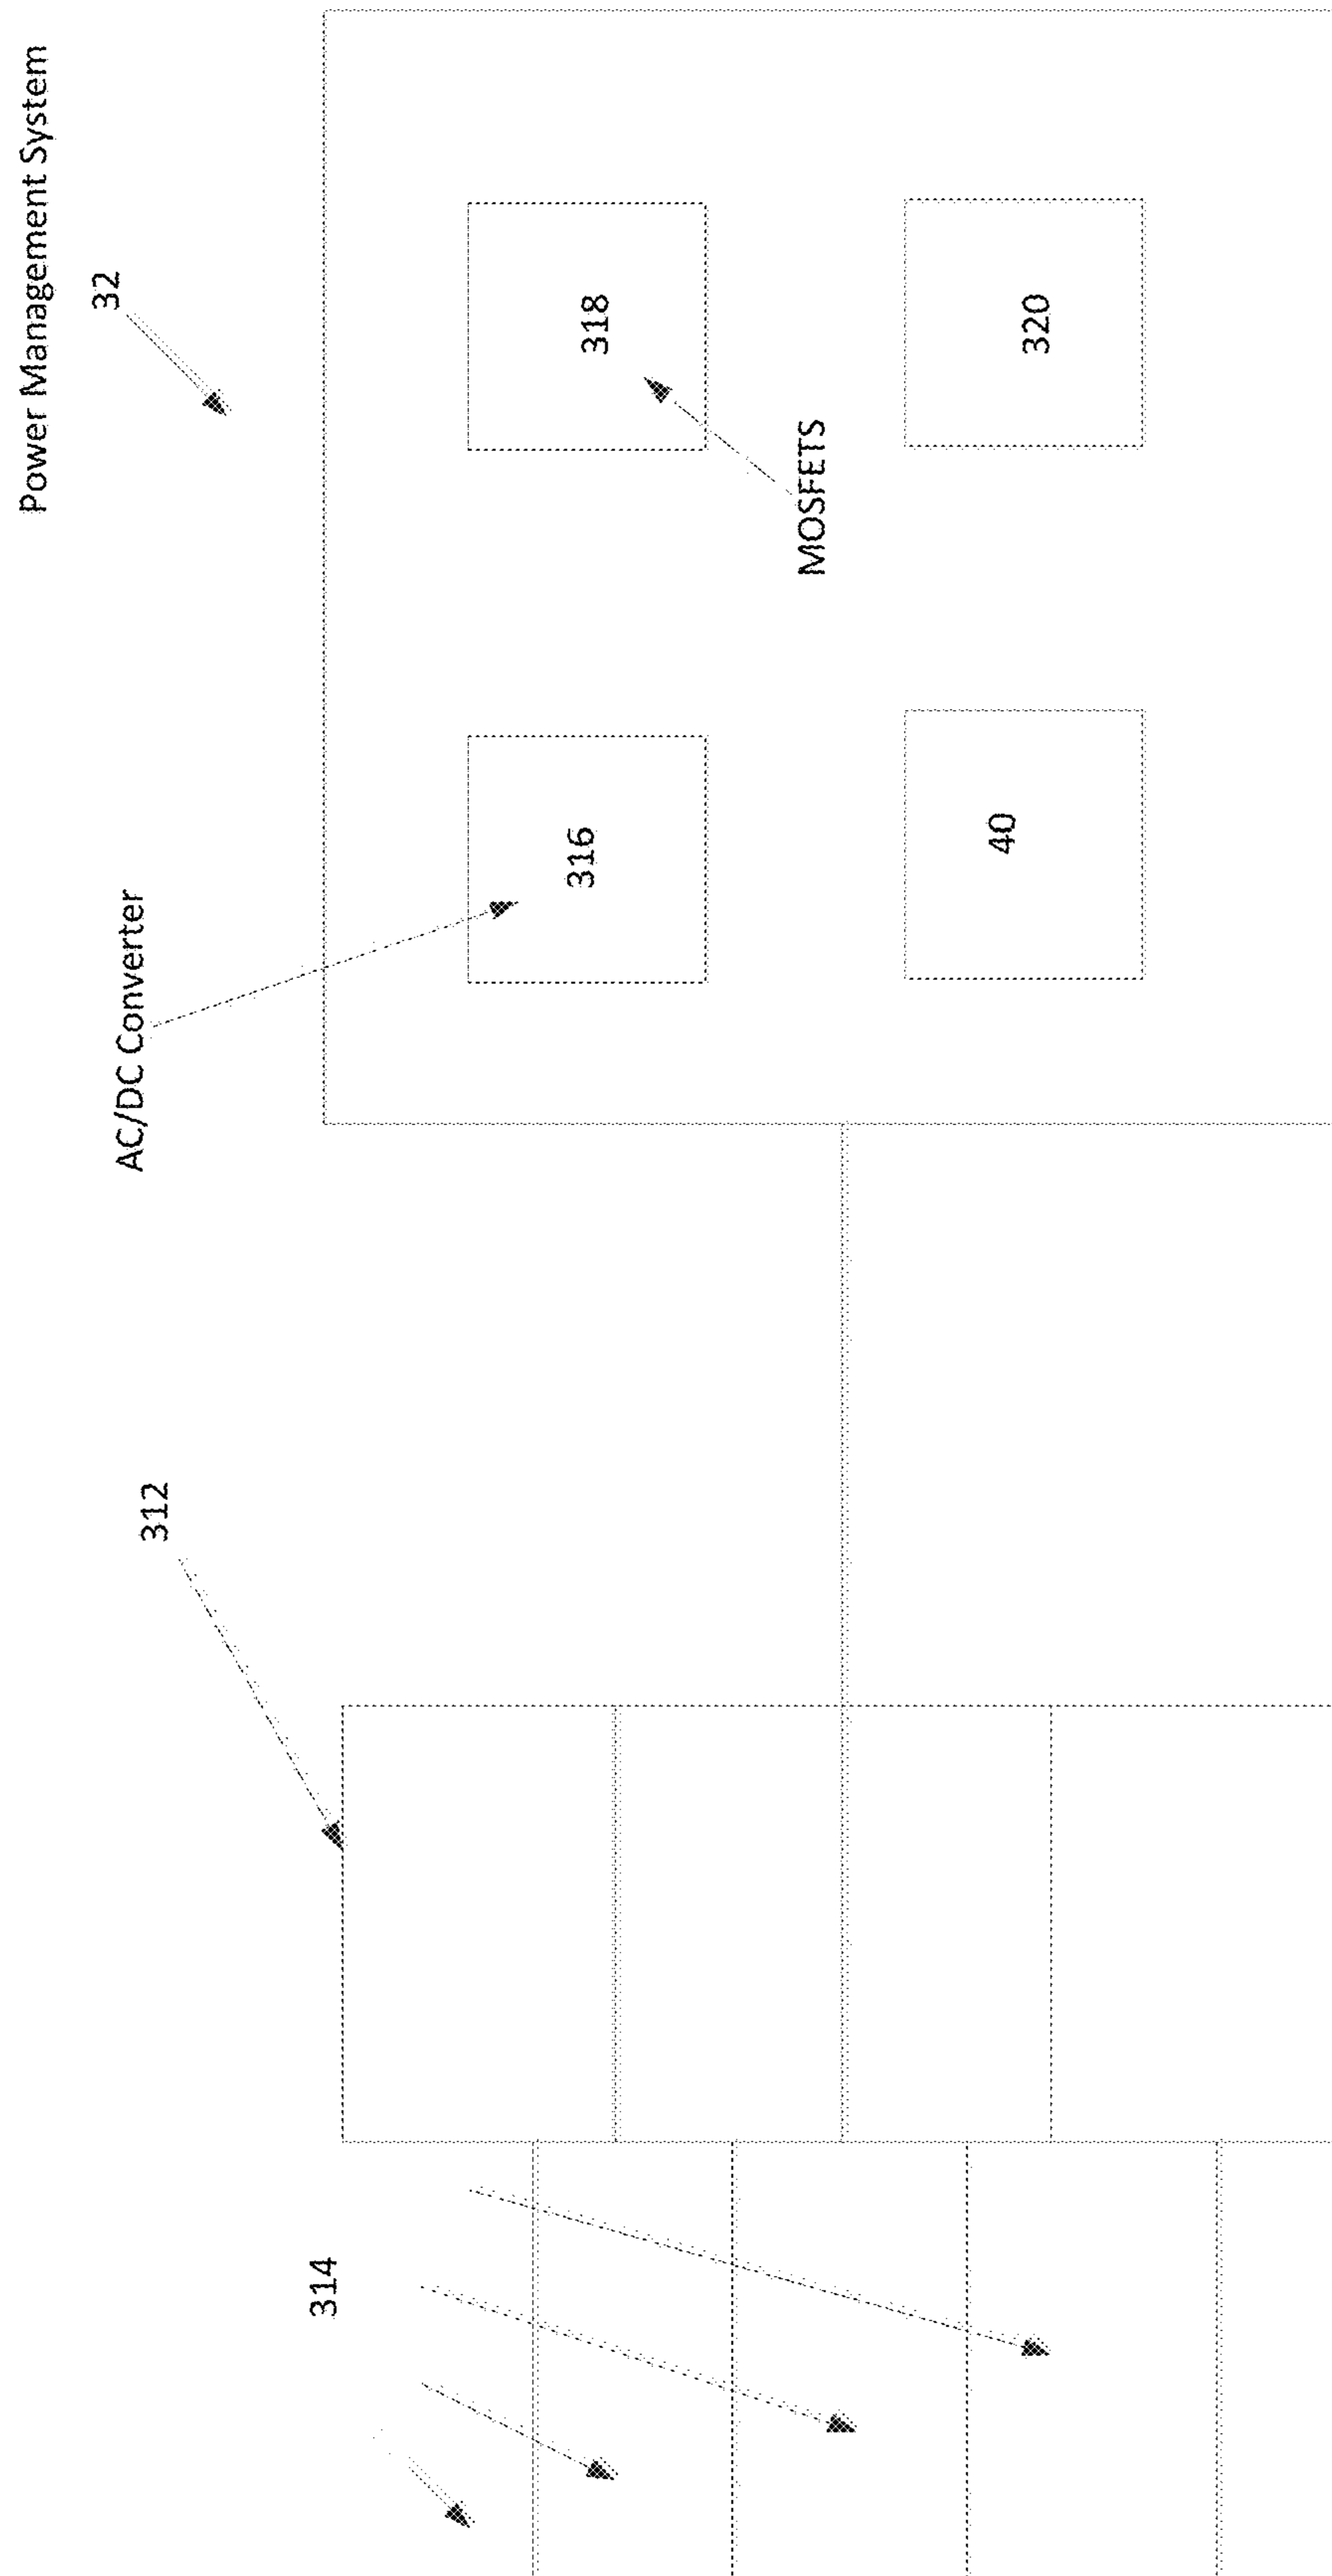 Power Management System
32
AC/DC Converter
312
314
316
318
MOSFETS
40
320